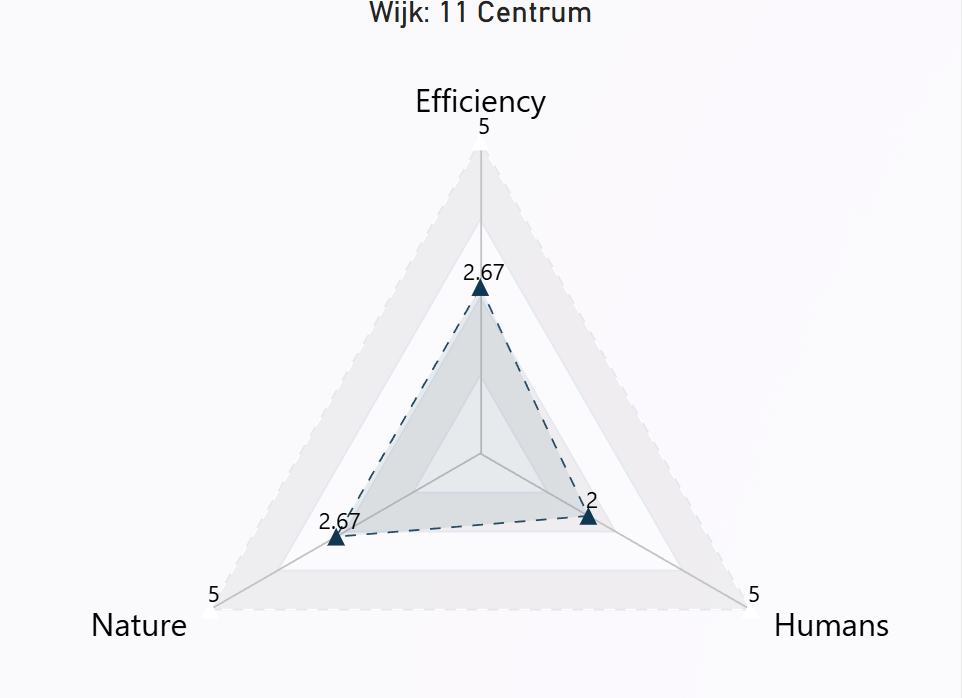 Wijk: 11 Centrum
Efficiency
5
2.67
2
2.67
5
5
Nature
Humans